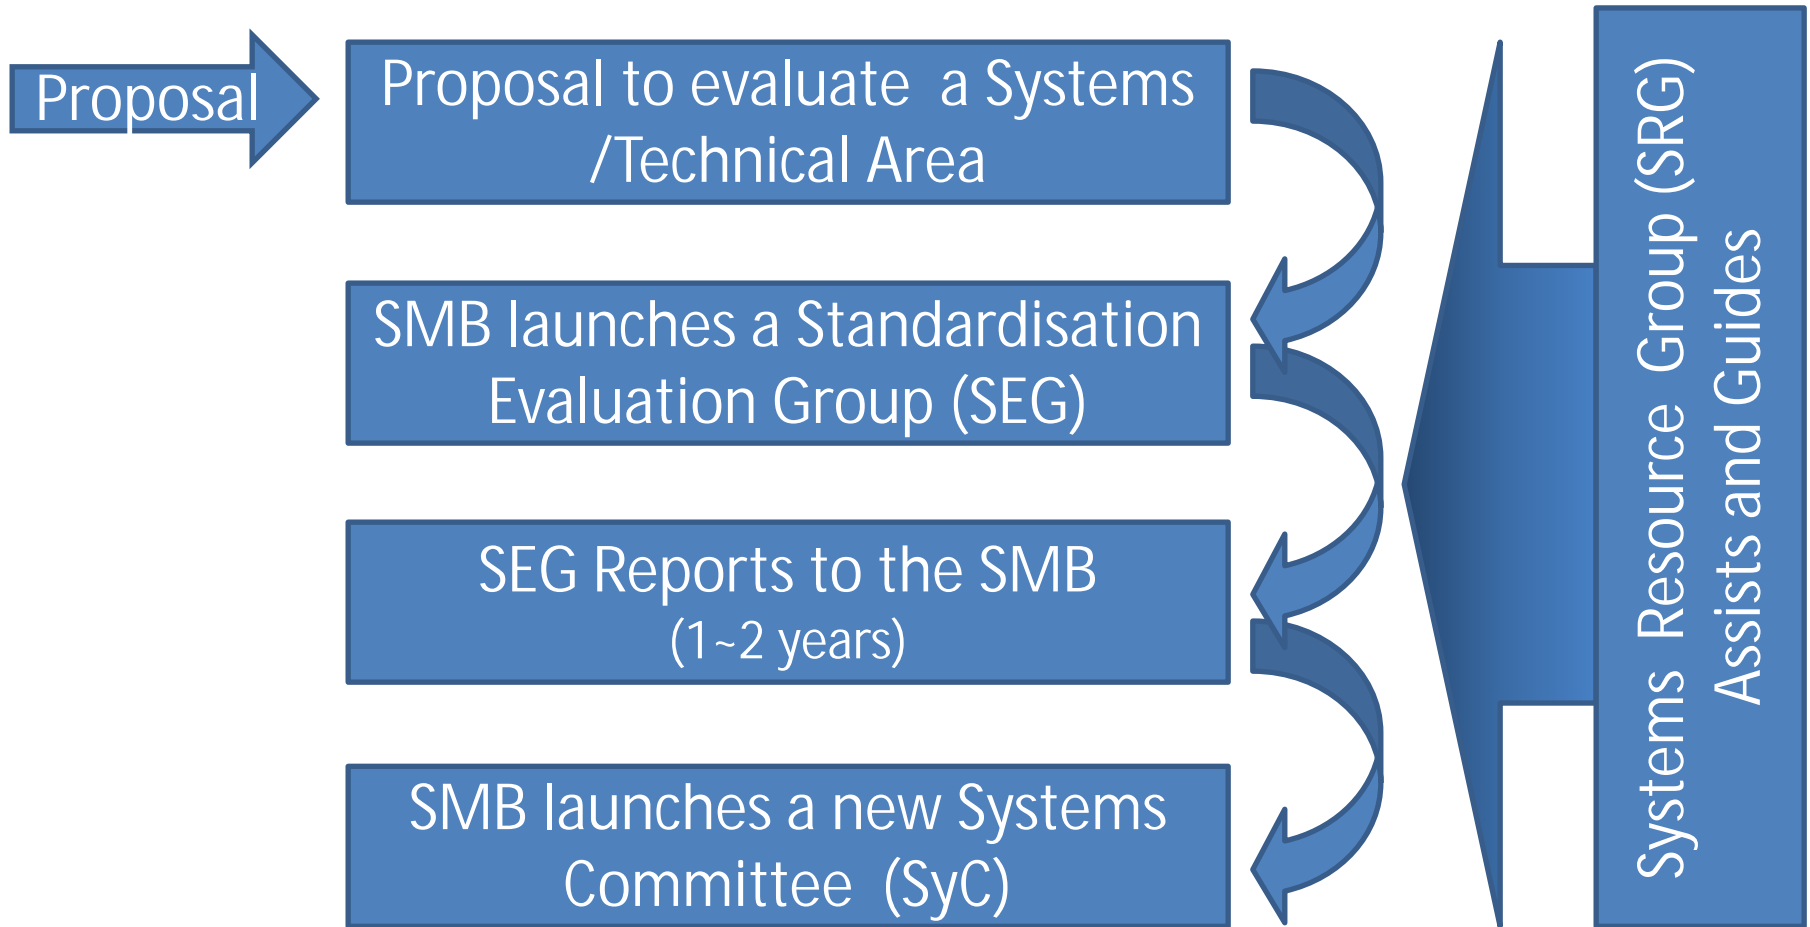 Proposal
Proposal to evaluate a Systems
/Technical Area
SMB launches a Standardisation
Evaluation Group (SEG)
SEG Reports to the SMB
(1~2 years)
SMB launches a new Systems
Committee (SyC)
Systems Resource Group (SRG)
Assists and Guides